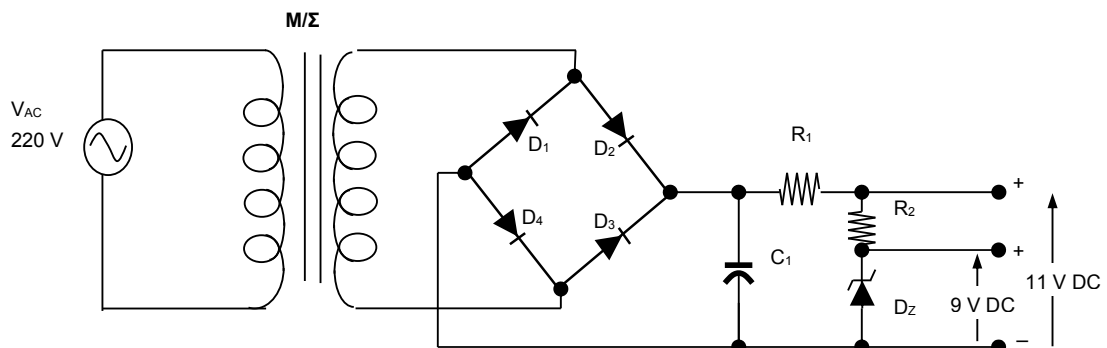 Μ/Σ
VAC
220 V
D1
D2
D4
D3
R1
R2
C1
DZ
+
+
–
9 V DC
11 V DC